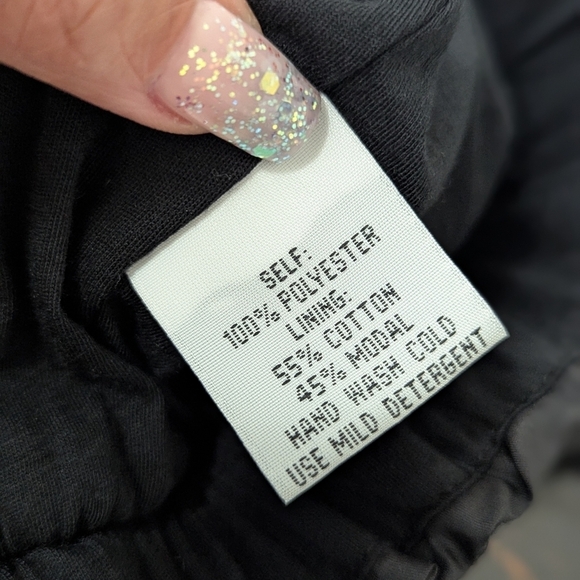 SELF:
100% POLYESTER
LINING:
55% COTTON
45% MODAL
HAND WASH COLD
USE MILD DETERGENT